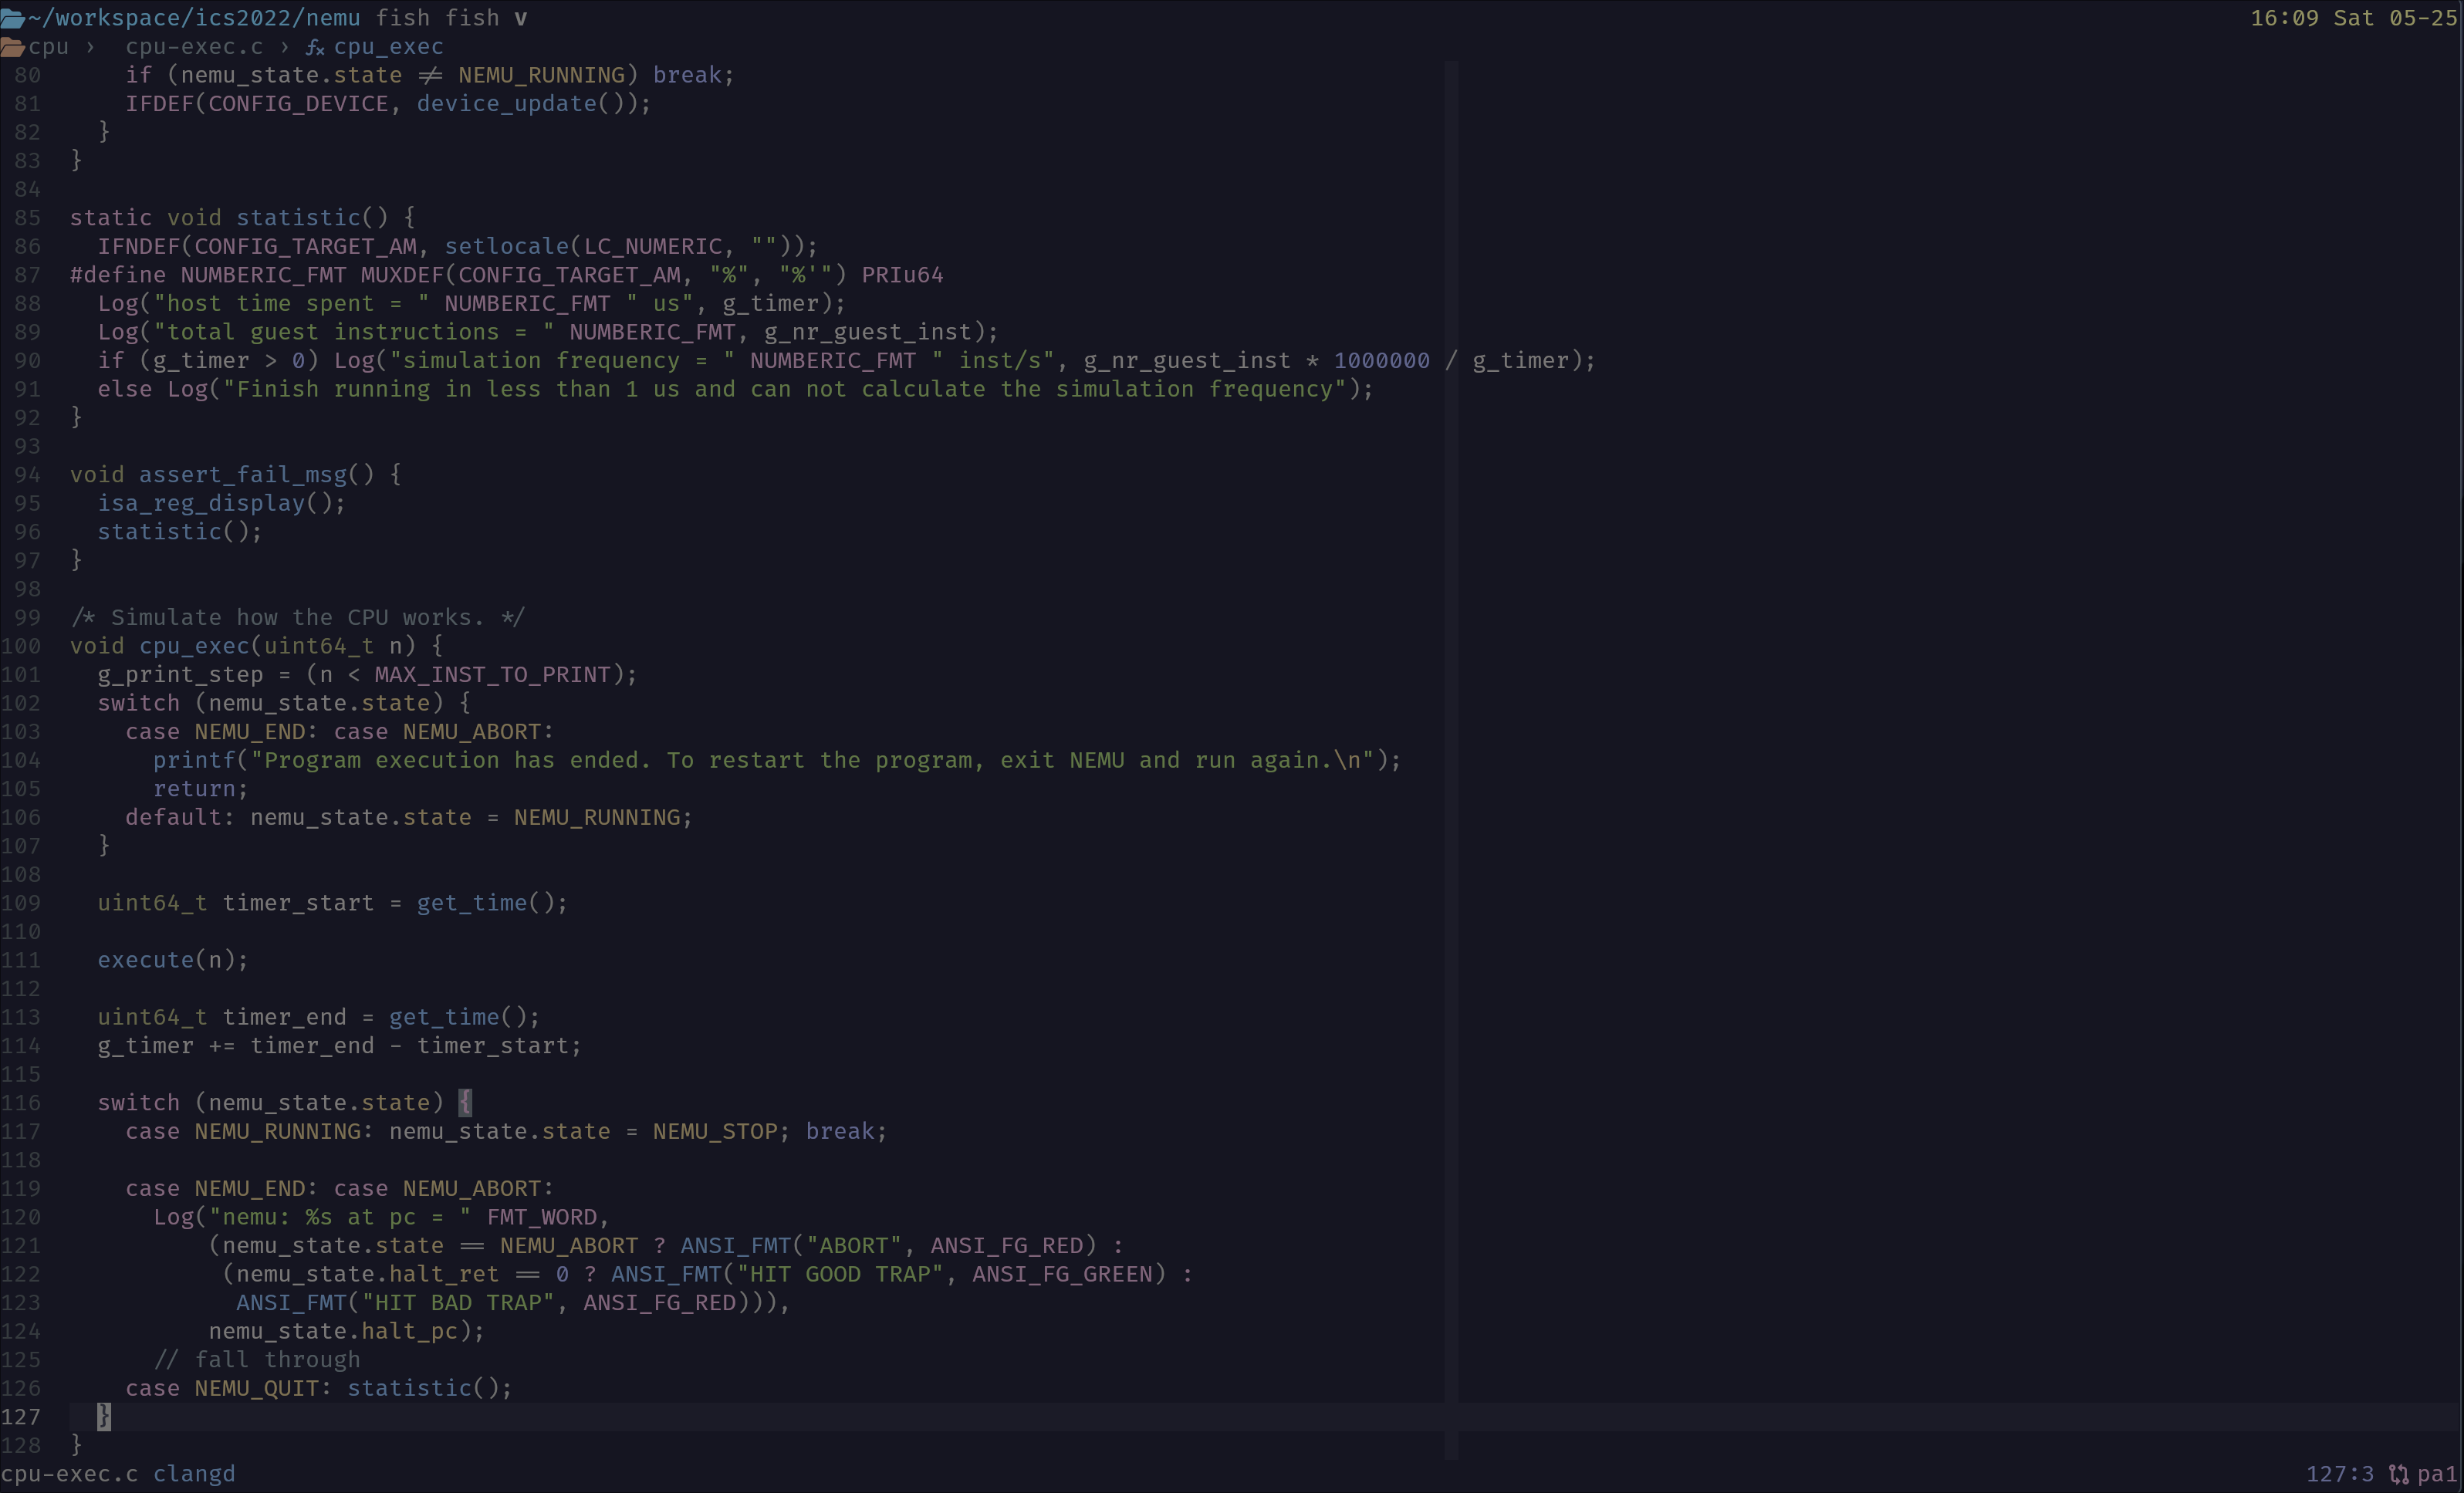 ~/workspace/ics2022/nemu fish fish v 16:09 Sat 05-25
cpu › cpu-exec.c › fx cpu_exec
80 if (nemu_state.state != NEMU_RUNNING) break;
81 IFDEF(CONFIG_DEVICE, device_update());
82 }
83 }
84
85 static void statistic() {
86 IFNDEF(CONFIG_TARGET_AM, setlocale(LC_NUMERIC, ""));
87 #define NUMBERIC_FMT MUXDEF(CONFIG_TARGET_AM, "%", "%'") PRIu64
88 Log("host time spent = " NUMBERIC_FMT " us", g_timer);
89 Log("total guest instructions = " NUMBERIC_FMT, g_nr_guest_inst);
90 if (g_timer > 0) Log("simulation frequency = " NUMBERIC_FMT " inst/s", g_nr_guest_inst * 1000000 / g_timer);
91 else Log("Finish running in less than 1 us and can not calculate the simulation frequency");
92 }
93
94 void assert_fail_msg() {
95 isa_reg_display();
96 statistic();
97 }
98
99 /* Simulate how the CPU works. */
100 void cpu_exec(uint64_t n) {
101 g_print_step = (n < MAX_INST_TO_PRINT);
102 switch (nemu_state.state) {
103 case NEMU_END: case NEMU_ABORT:
104 printf("Program execution has ended. To restart the program, exit NEMU and run again.\n");
105 return;
106 default: nemu_state.state = NEMU_RUNNING;
107 }
108
109 uint64_t timer_start = get_time();
110
111 execute(n);
112
113 uint64_t timer_end = get_time();
114 g_timer += timer_end - timer_start;
115
116 switch (nemu_state.state) {
117 case NEMU_RUNNING: nemu_state.state = NEMU_STOP; break;
118
119 case NEMU_END: case NEMU_ABORT:
120 Log("nemu: %s at pc = " FMT_WORD,
121 (nemu_state.state == NEMU_ABORT ? ANSI_FMT("ABORT", ANSI_FG_RED) :
122 (nemu_state.halt_ret == 0 ? ANSI_FMT("HIT GOOD TRAP", ANSI_FG_GREEN) :
123 ANSI_FMT("HIT BAD TRAP", ANSI_FG_RED))),
124 nemu_state.halt_pc);
125 // fall through
126 case NEMU_QUIT: statistic();
127 }
128 }
cpu-exec.c clangd 127:3 pa1